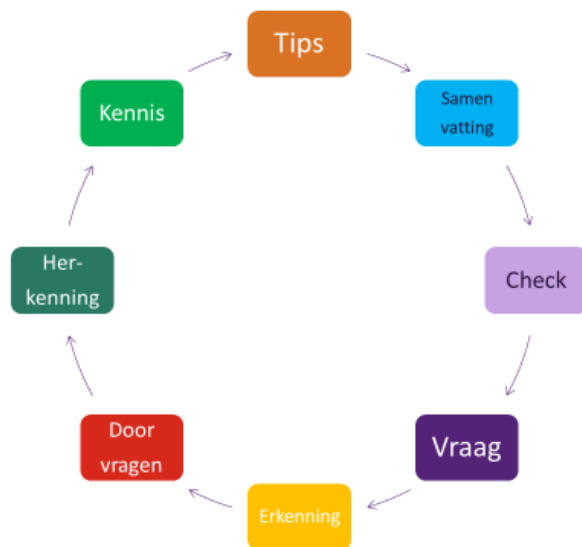 Tips
Samen
vatting
Check
Vraag
Erkenning
Door
vragen
Her-
kenning
Kennis